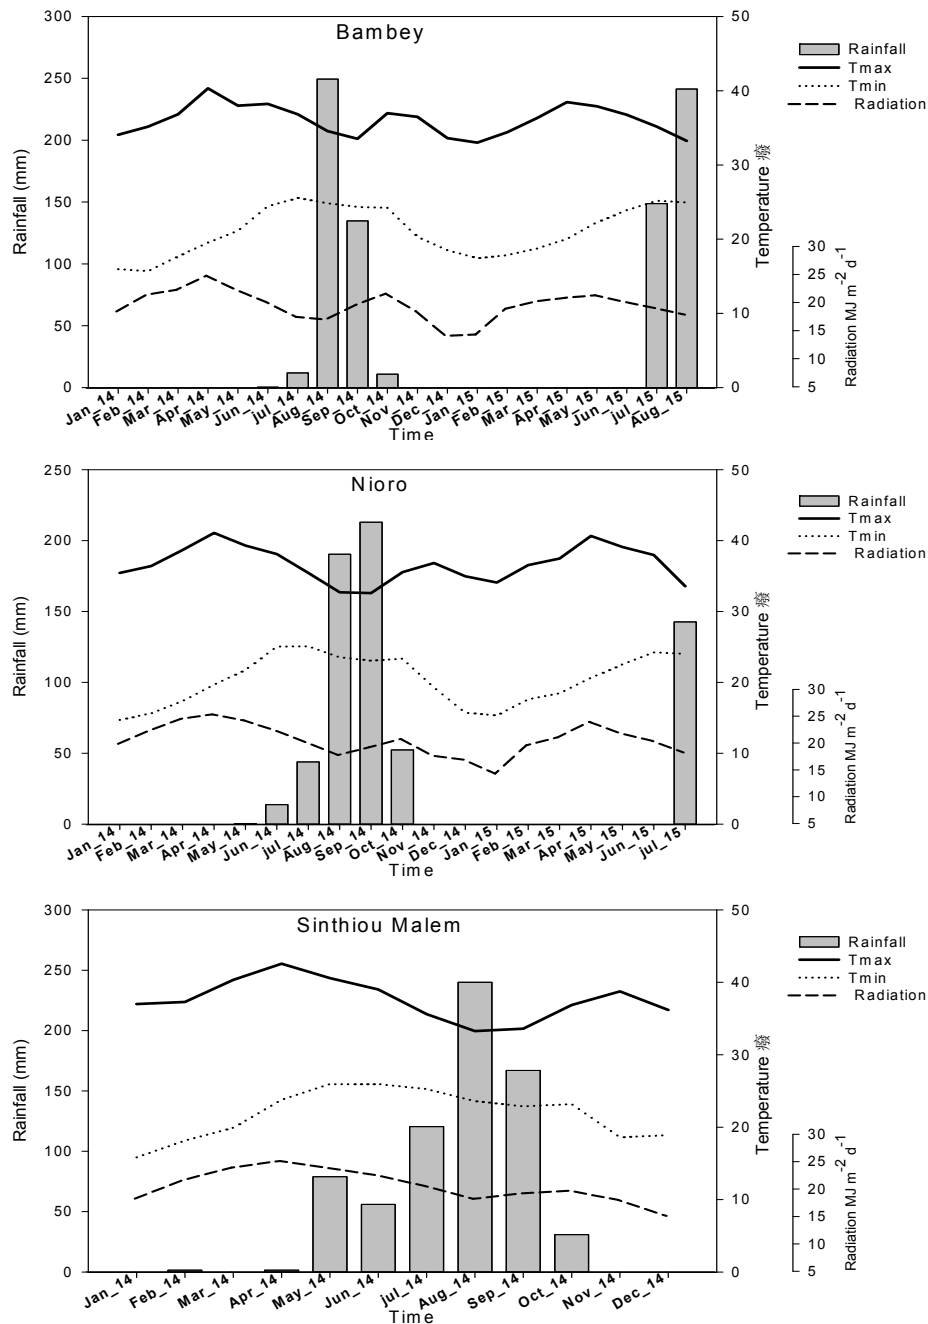 Bambey
300
250
200
150
100
50
0
Rainfall (mm)
50
40
30
20
10
0
Temperature 癈
Rainfall
Tmax
Tmin
Radiation
30
25
20
15
10
5
Radiation MJ m-2 d-1
Jan_14
Feb_14
Mar_14
Apr_14
May_14
Jun_14
jul_14
Aug_14
Sep_14
Oct_14
Nov_14
Dec_14
Jan_15
Feb_15
Mar_15
Apr_15
May_15
Jun_15
jul_15
Aug_15
Time
Nioro
250
200
150
100
50
0
Rainfall (mm)
50
40
30
20
10
0
Temperature 癈
Rainfall
Tmax
Tmin
Radiation
30
25
20
15
10
5
Radiation MJ m-2 d-1
Jan_14
Feb_14
Mar_14
Apr_14
May_14
Jun_14
jul_14
Aug_14
Sep_14
Oct_14
Nov_14
Dec_14
Jan_15
Feb_15
Mar_15
Apr_15
May_15
Jun_15
jul_15
Time
Sinthiou Malem
300
250
200
150
100
50
0
Rainfall (mm)
50
40
30
20
10
0
Temperature 癈
Rainfall
Tmax
Tmin
Radiation
30
25
20
15
10
5
Radiation MJ m-2 d-1
Jan_14
Feb_14
Mar_14
Apr_14
May_14
Jun_14
jul_14
Aug_14
Sep_14
Oct_14
Nov_14
Dec_14
Time